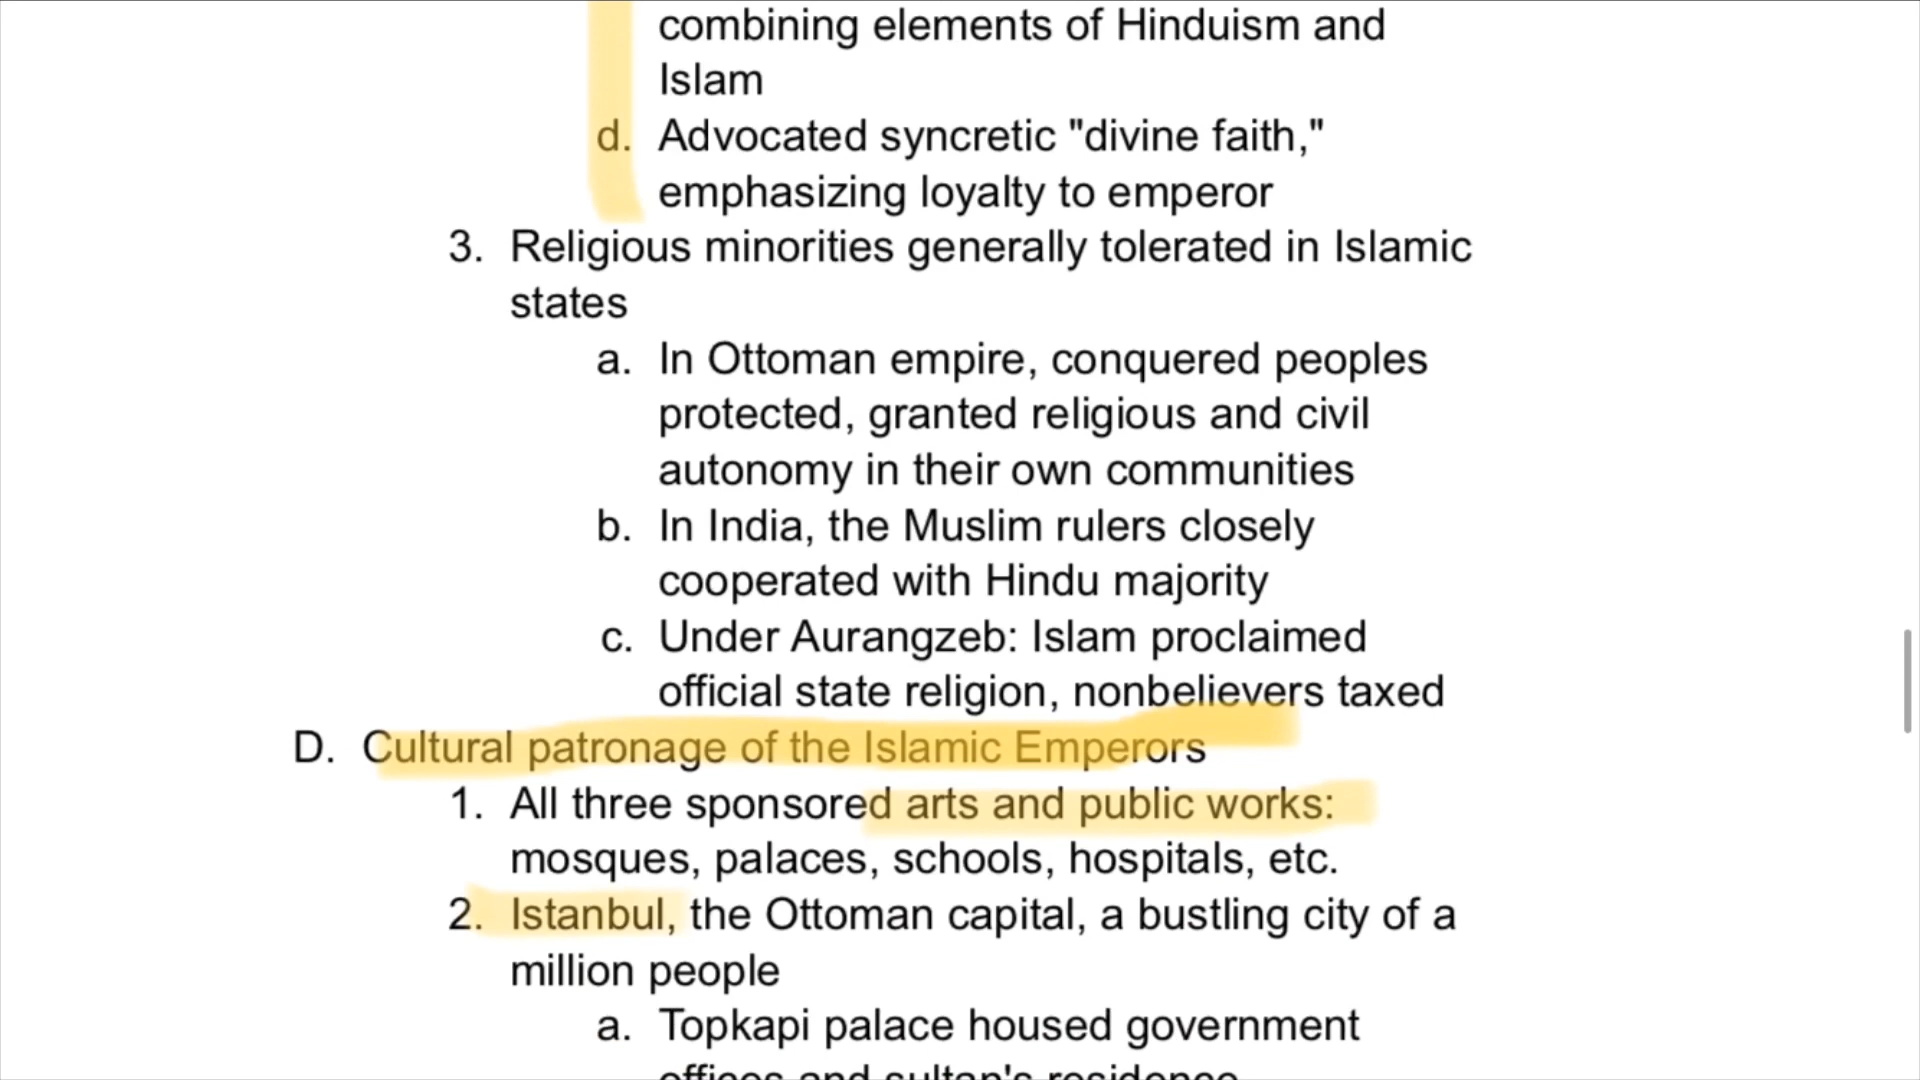 combining elements of Hinduism and
Islam
d. Advocated syncretic "divine faith,"
emphasizing loyalty to emperor
3. Religious minorities generally tolerated in Islamic
states
a. In Ottoman empire, conquered peoples
protected, granted religious and civil
autonomy in their own communities
b. In India, the Muslim rulers closely
cooperated with Hindu majority
c. Under Aurangzeb: Islam proclaimed
official state religion, nonbelievers taxed
D. Cultural patronage of the Islamic Emperors
1. All three sponsored arts and public works:
mosques, palaces, schools, hospitals, etc.
2. Istanbul, the Ottoman capital, a bustling city of a
million people
a. Topkapi palace housed government
offices and sultan's residence